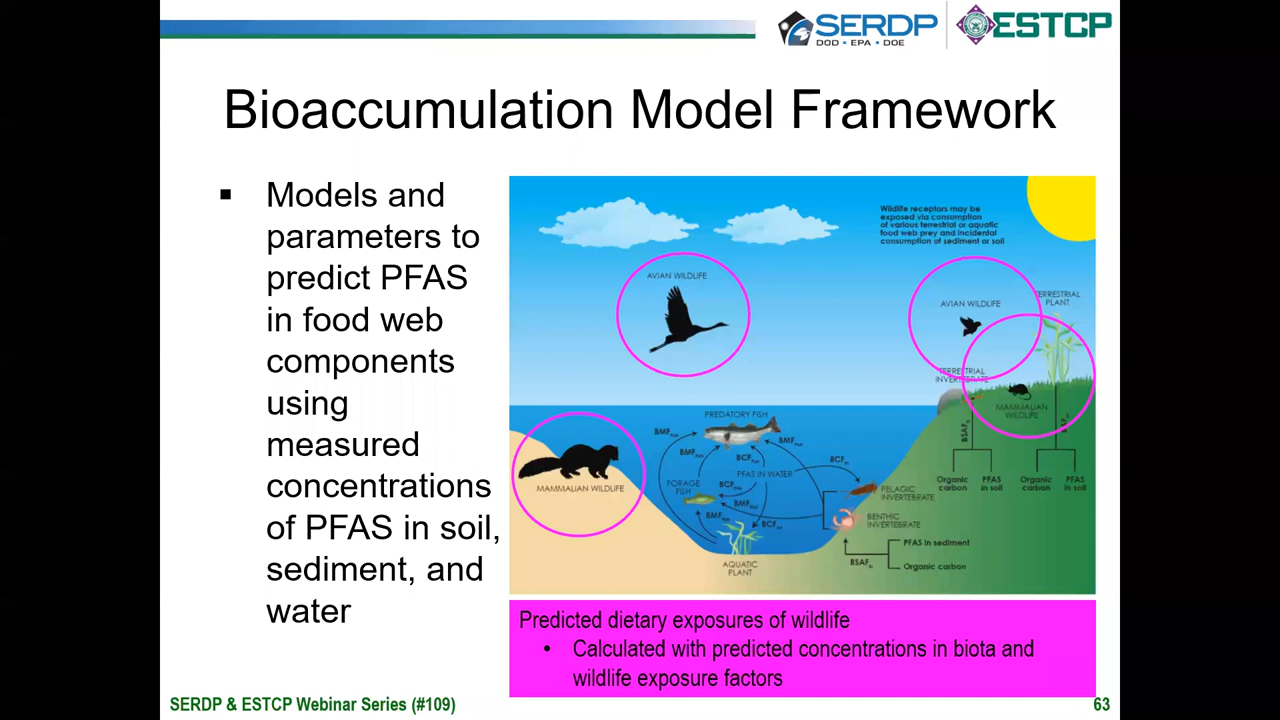 SERDP
DOD • EPA • DOE
ESTCP
Bioaccumulation Model Framework
▪ Models and
parameters to
predict PFAS
in food web
components
using
measured
concentrations
of PFAS in soil,
sediment, and
water
Wildlife receptors may be
exposed via consumption
of various terrestrial or aquatic
food web prey and incidental
consumption of sediment or soil
AVIAN WILDLIFE
AVIAN WILDLIFE
TERRESTRIAL
PLANT
TERRESTRIAL
INVERTEBRATE
MAMMALIAN
WILDLIFE
MAMMALIAN WILDLIFE
PREDATORY FISH
BMF
BMF
BMF
BCF
BCF
PFAS IN WATER
FORAGE
FISH
BCF
BMF
BMF
BCF
PELAGIC
INVERTEBRATE
BENTHIC
INVERTEBRATE
AQUATIC
PLANT
BSAF
PFAS in sediment
Organic carbon
BSAF
Organic
carbon
PFAS
in soil
Organic
carbon
PFAS
in soil
Predicted dietary exposures of wildlife
• Calculated with predicted concentrations in biota and
wildlife exposure factors
SERDP & ESTCP Webinar Series (#109)
63